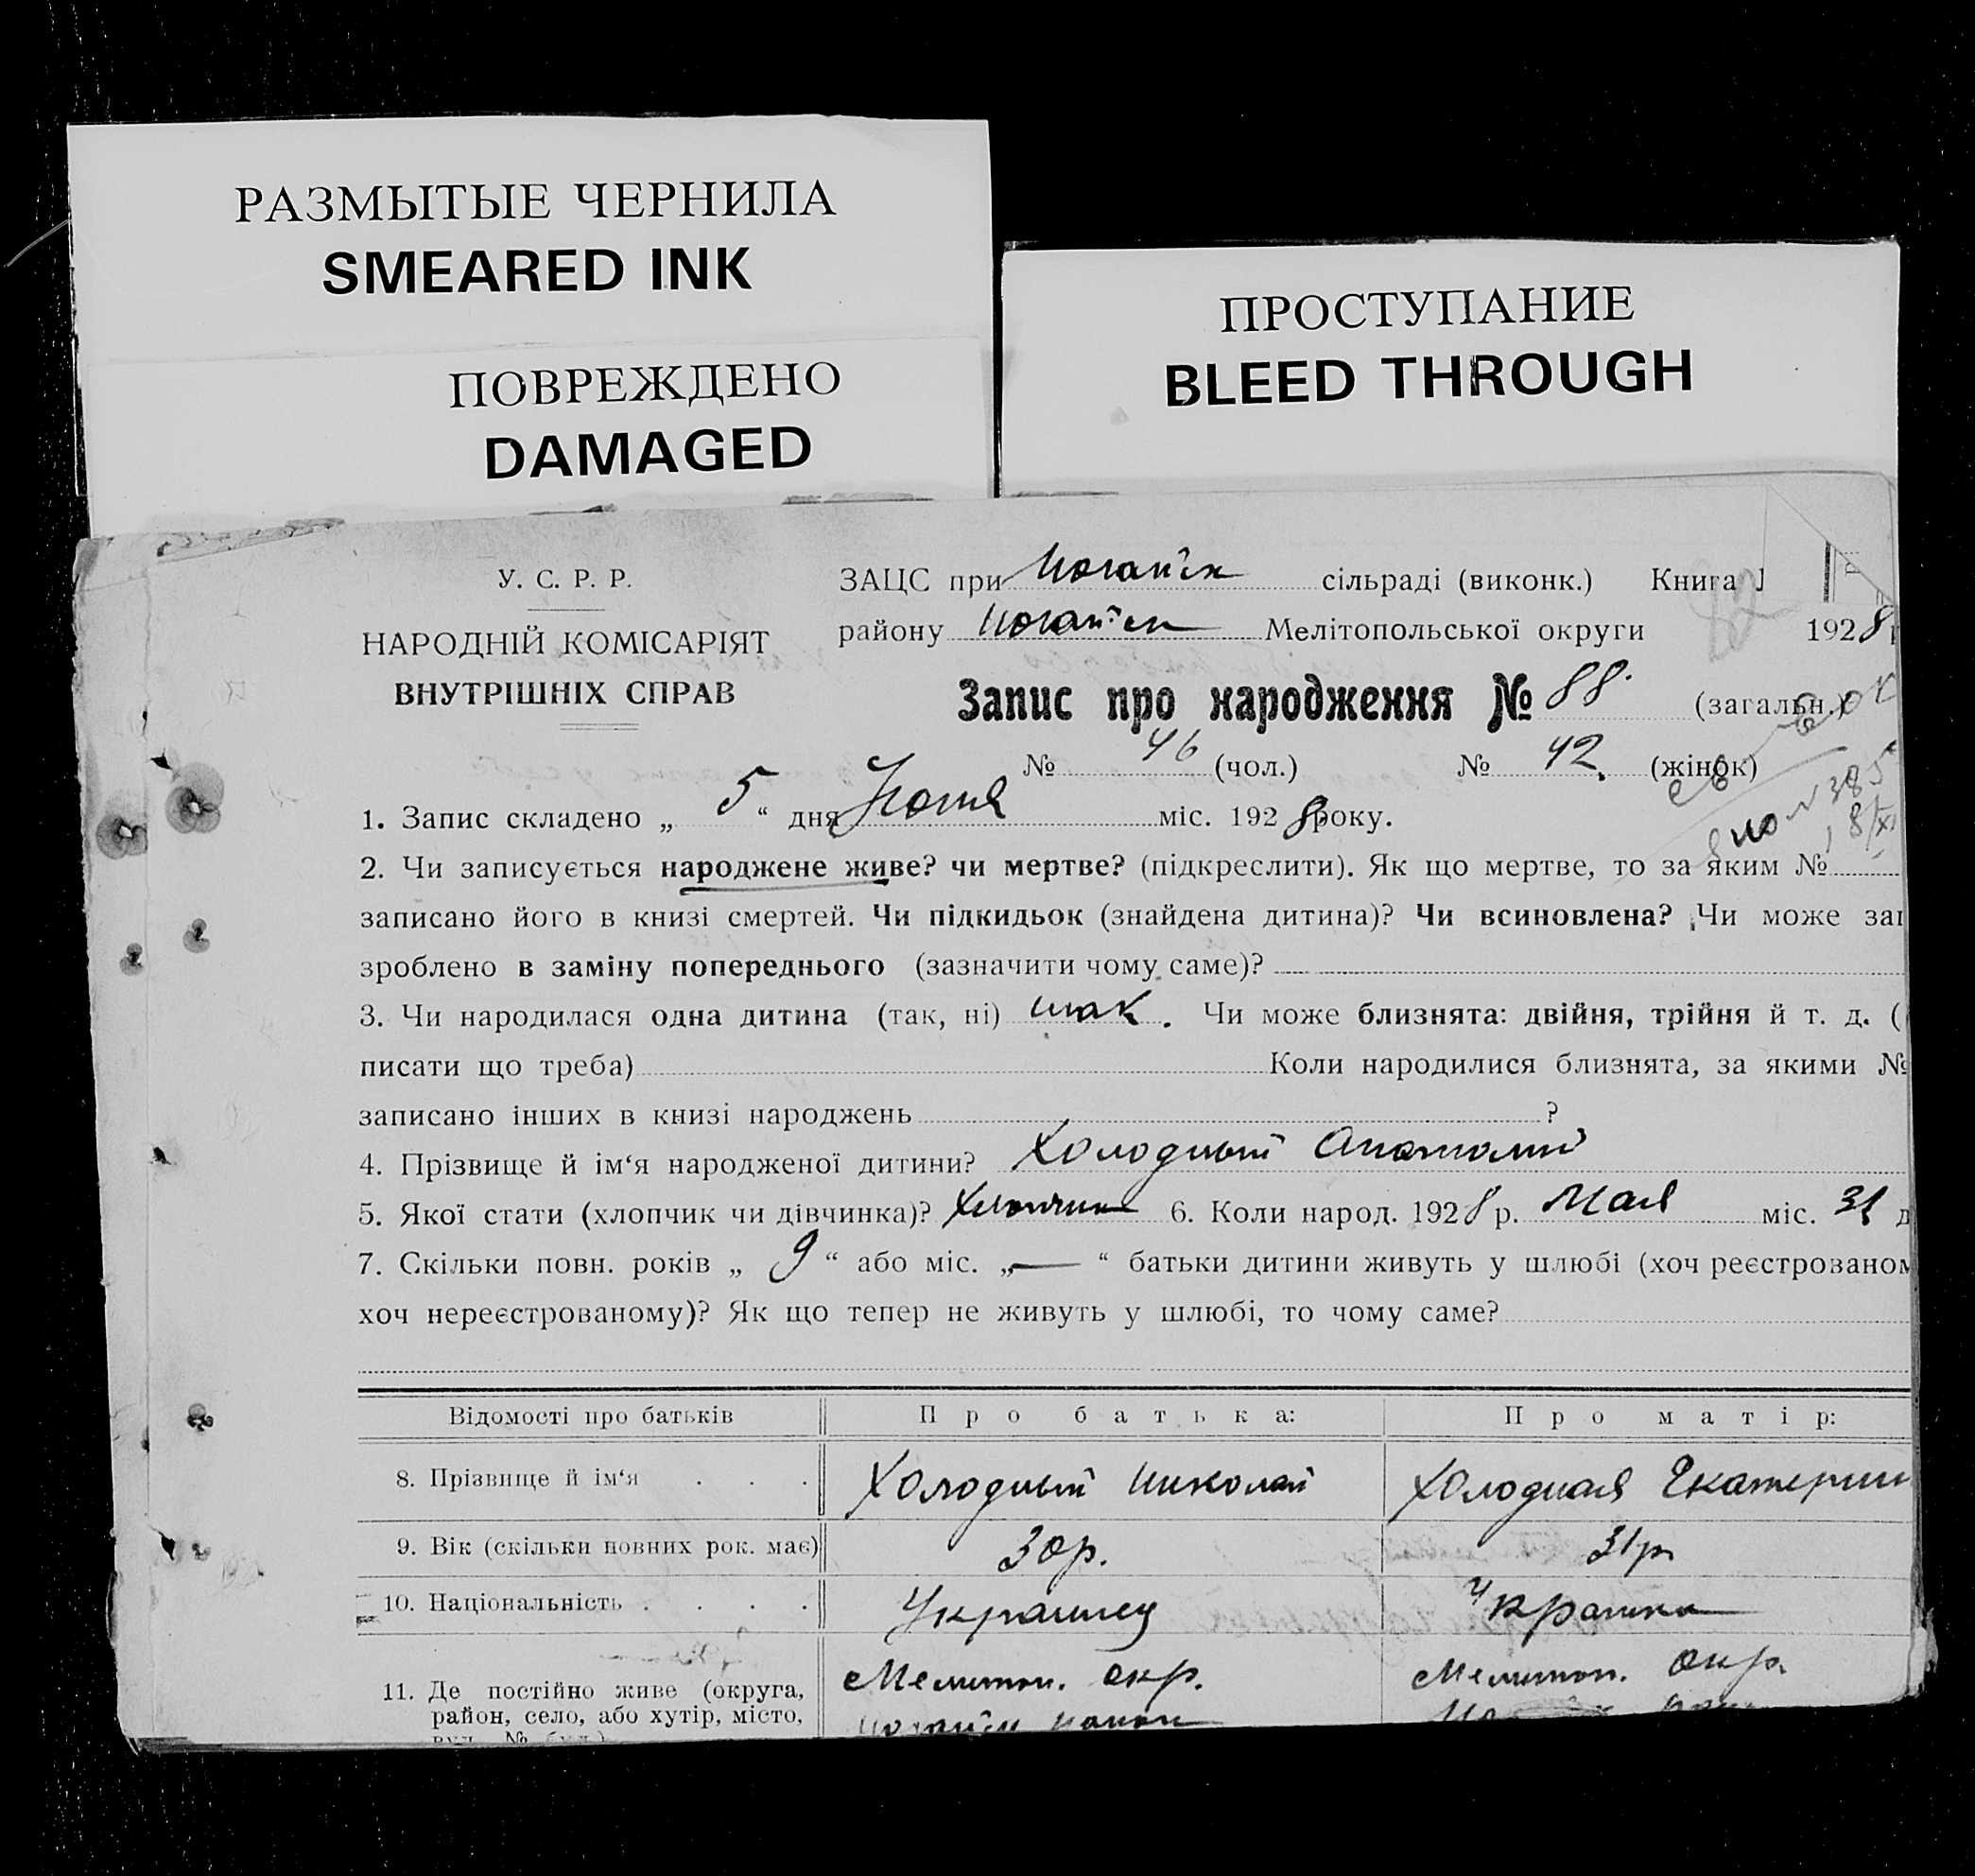 РАЗМЫТЫЕ ЧЕРНИЛА
SMEARED INK
ПОВРЕЖДЕНО
DAMAGED
ПРОСТУПАНИЕ
BLEED THROUGH
У. С. Р. Р.
НАРОДНІЙ КОМІСАРІЯТ
ВНУТРІШНІХ СПРАВ
ЗАЦС при Ногайск сільраді (виконк.) Книга
району Ногайск Мелітопольської округи 1928
Запис про народження № 88. (загальн.)
№ 46 (чол.) № 42. (жінок)
1. Запис складено „ 5 “ дня Июня міс. 1928 року.
2. Чи записується народжене живе? чи мертве? (підкреслити). Як що мертве, то за яким №
записано його в книзі смертей. Чи підкидьок (знайдена дитина)? Чи всиновлена? Чи може
зроблено в заміну попереднього (зазначити чому саме)?
3. Чи народилася одна дитина (так, ні) так. Чи може близнята: двійня, трійня й т. д. (
писати що треба) Коли народилися близнята, за якими №
записано інших в книзі народжень ?
4. Прізвище й ім‘я народженої дитини? Холодный Анатолий
5. Якої стати (хлопчик чи дівчинка)? Хлопчик 6. Коли народ. 1928 р. Мая міс. 31 д
7. Скільки повн. років „ 9 “ або міс. „ — “ батьки дитини живуть у шлюбі (хоч реєстрованом
хоч нереєстрованому)? Як що тепер не живуть у шлюбі, то чому саме?
Відомості про батьків Про батька: Про матір:
8. Прізвище й ім‘я . . . Холодный Николай Холодная Екатерин
9. Вік (скільки повних рок. має) 30р. 31р
10. Національність . . . . Украинец Украинка
11. Де постійно живе (округа, Мелитоп. окр. Мелитоп. Окр.
район, село, або хутір, місто, Ногайск район
вул. № буд.)